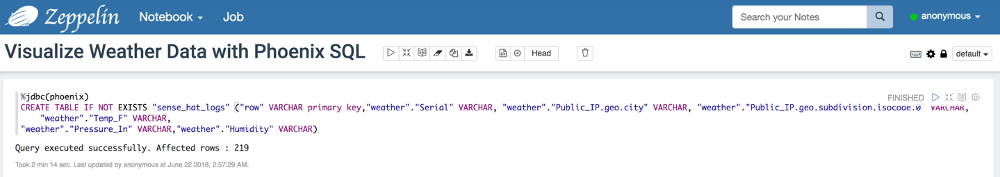 Zeppelin Notebook Job Search your Notes anonymous
Visualize Weather Data with Phoenix SQL Head default
%jdbc(phoenix) FINISHED
CREATE TABLE IF NOT EXISTS "sense_hat_logs" ("row" VARCHAR primary key,"weather"."Serial" VARCHAR, "weather"."Public_IP.geo.city" VARCHAR, "weather"."Public_IP.geo.subdivision.isocode.0" VARCHAR,
"weather"."Temp_F" VARCHAR,
"weather"."Pressure_In" VARCHAR,"weather"."Humidity" VARCHAR)
Query executed successfully. Affected rows : 219
Took 2 min 14 sec. Last updated by anonymous at June 22 2018, 2:57:29 AM.